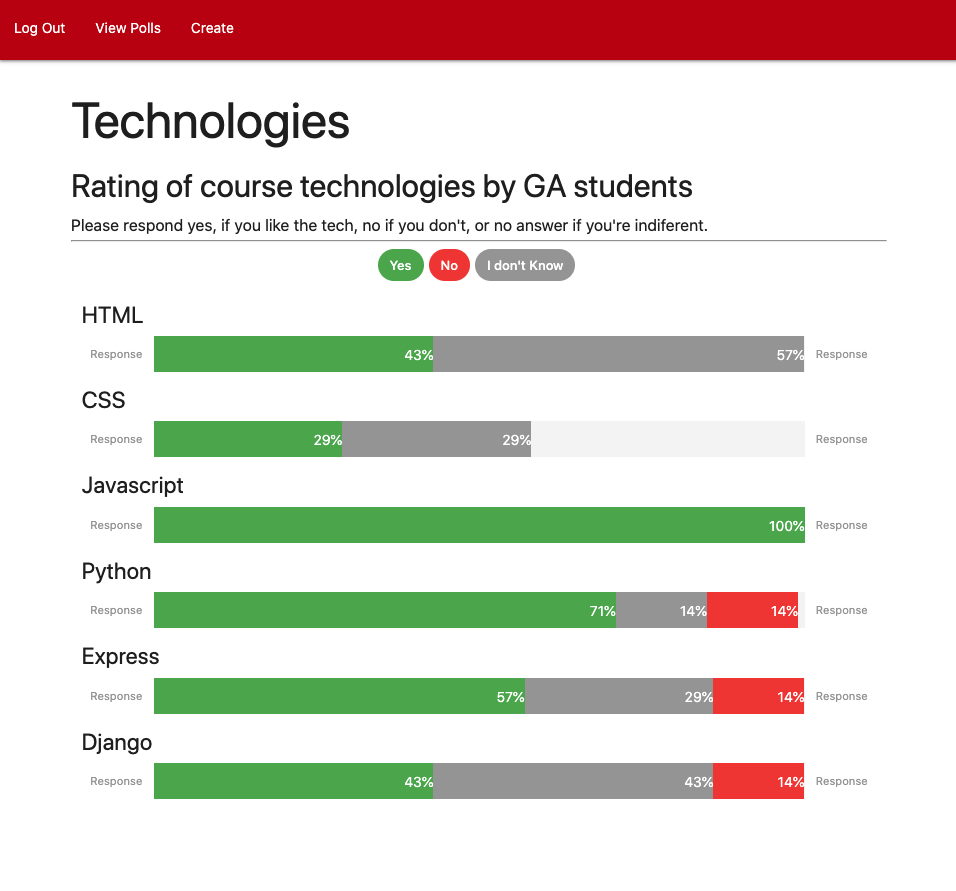 Log Out View Polls Create
Technologies
Rating of course technologies by GA students
Please respond yes, if you like the tech, no if you don't, or no answer if you're indiferent.
Yes No I don't Know
HTML
Response 43% 57% Response
CSS
Response 29% 29% Response
Javascript
Response 100% Response
Python
Response 71% 14% 14% Response
Express
Response 57% 29% 14% Response
Django
Response 43% 43% 14% Response